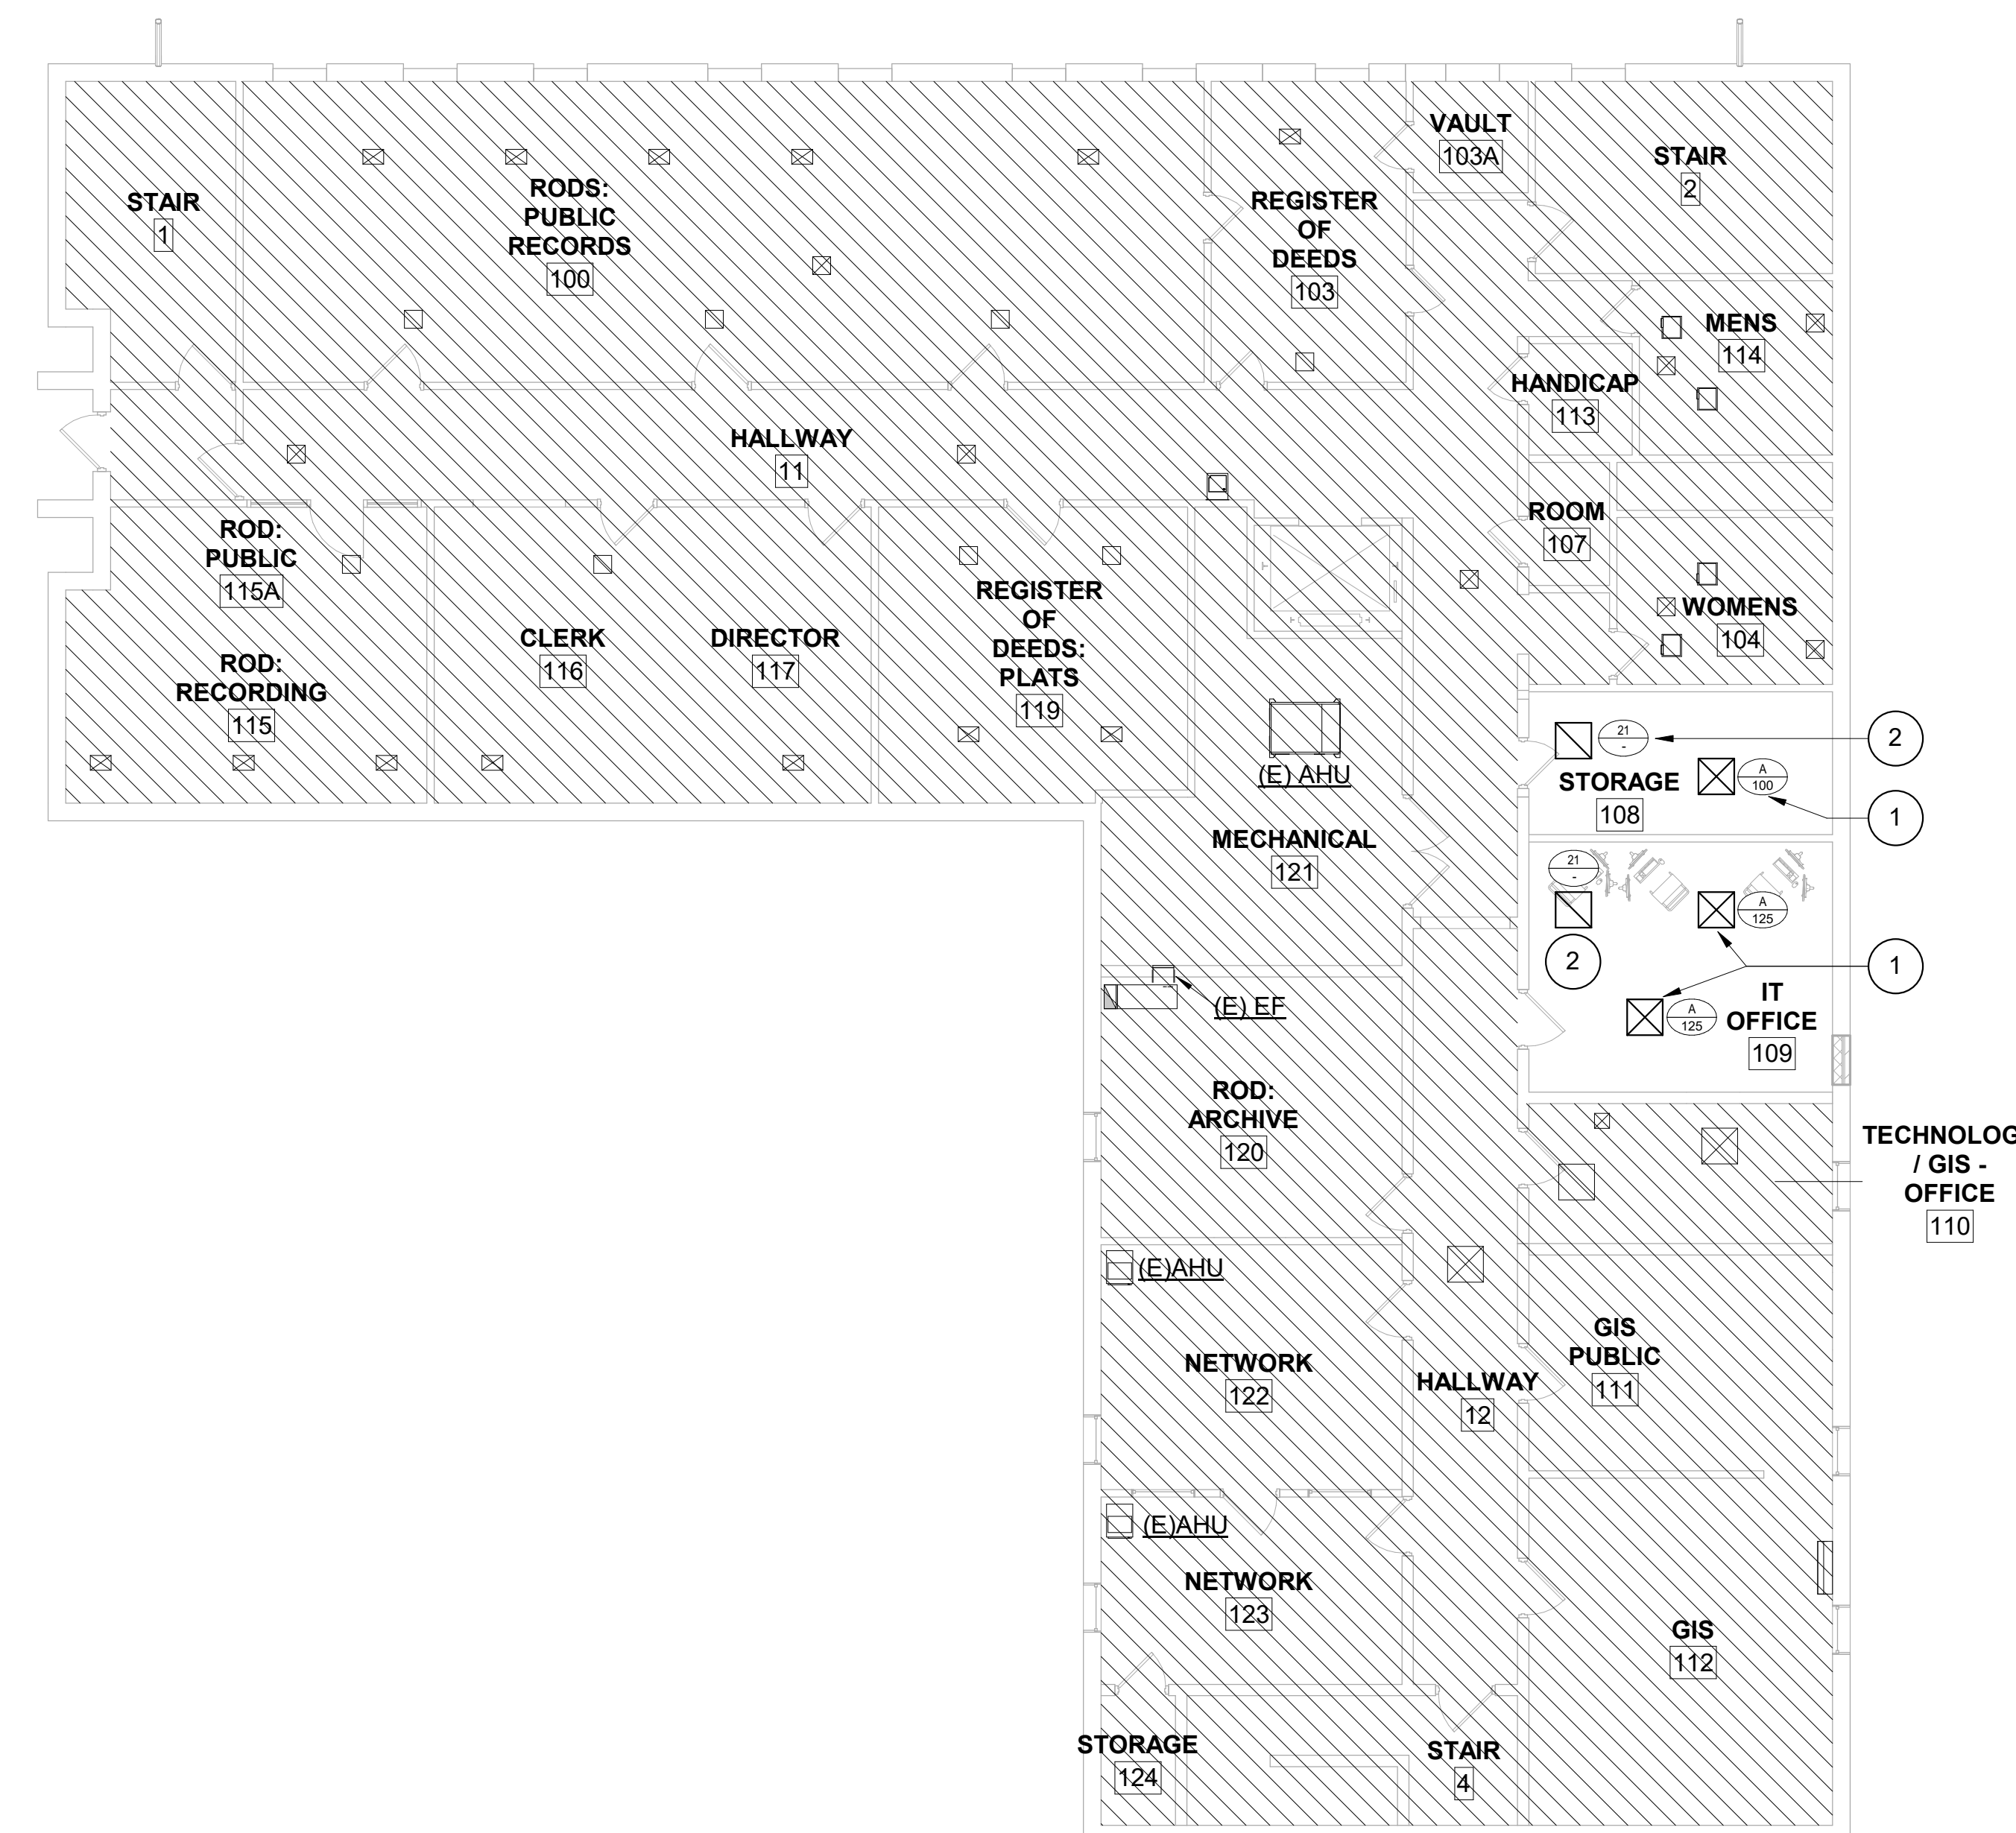 VAULT
103A
STAIR
2
STAIR
1
RODS:
PUBLIC
RECORDS
100
REGISTER
OF
DEEDS
103
MENS
114
HANDICAP
113
HALLWAY
11
ROOM
107
ROD:
PUBLIC
115A
REGISTER
OF
DEEDS:
PLATS
119
WOMENS
104
CLERK
116
DIRECTOR
117
ROD:
RECORDING
115
21
-
2
(E) AHU
STORAGE
108
A
100
1
MECHANICAL
121
21
-
A
125
2
1
(E) EF
A
125
IT
OFFICE
109
ROD:
ARCHIVE
120
TECHNOLOG
/ GIS -
OFFICE
110
(E)AHU
NETWORK
122
GIS
PUBLIC
111
HALLWAY
12
(E)AHU
NETWORK
123
GIS
112
STORAGE
124
STAIR
4